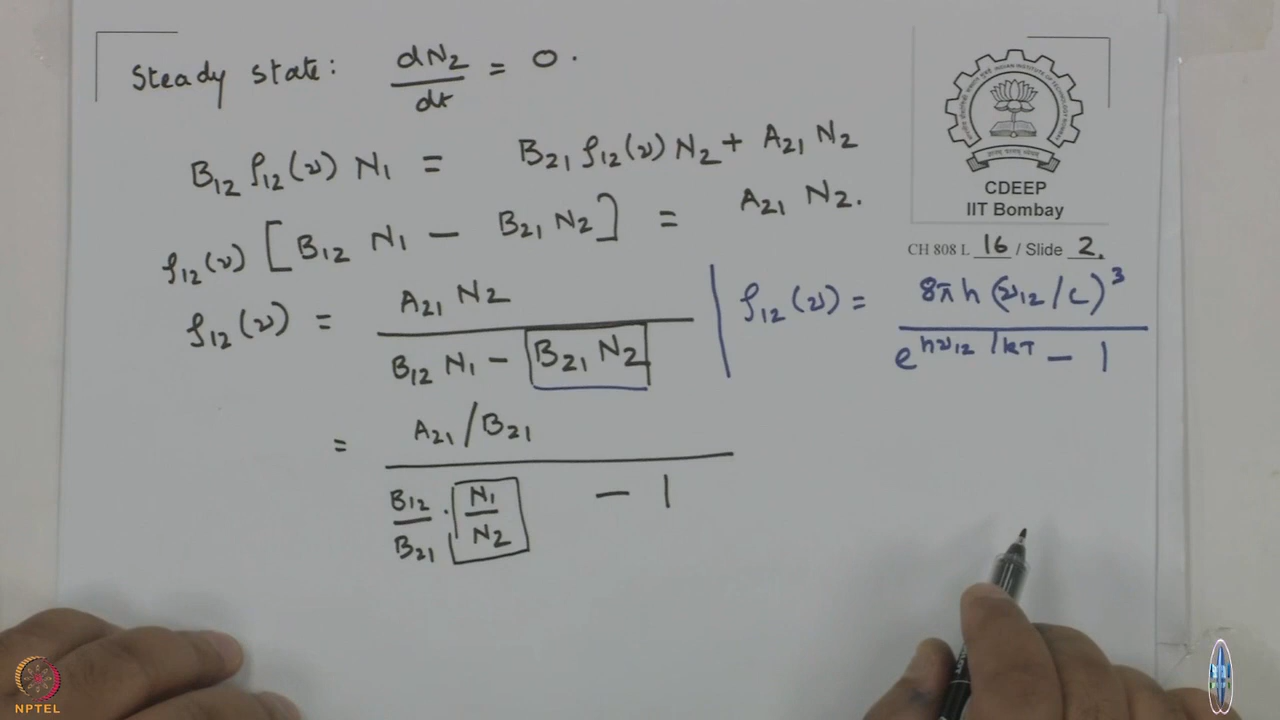 Steady state: dN₂/dt = 0.
B₁₂ ρ₁₂(ν) N₁ = B₂₁ ρ₁₂(ν) N₂ + A₂₁ N₂
ρ₁₂(ν) [B₁₂ N₁ − B₂₁ N₂] = A₂₁ N₂.
ρ₁₂(ν) = A₂₁ N₂ / (B₁₂ N₁ − B₂₁ N₂)
= (A₂₁/B₂₁) / (B₁₂/B₂₁ · N₁/N₂ − 1)
ρ₁₂(ν) = 8πh (ν₁₂/c)³ / (e^(hν₁₂/kT) − 1)
CDEEP
IIT Bombay
CH 808 L 16 / Slide 2.
NPTEL